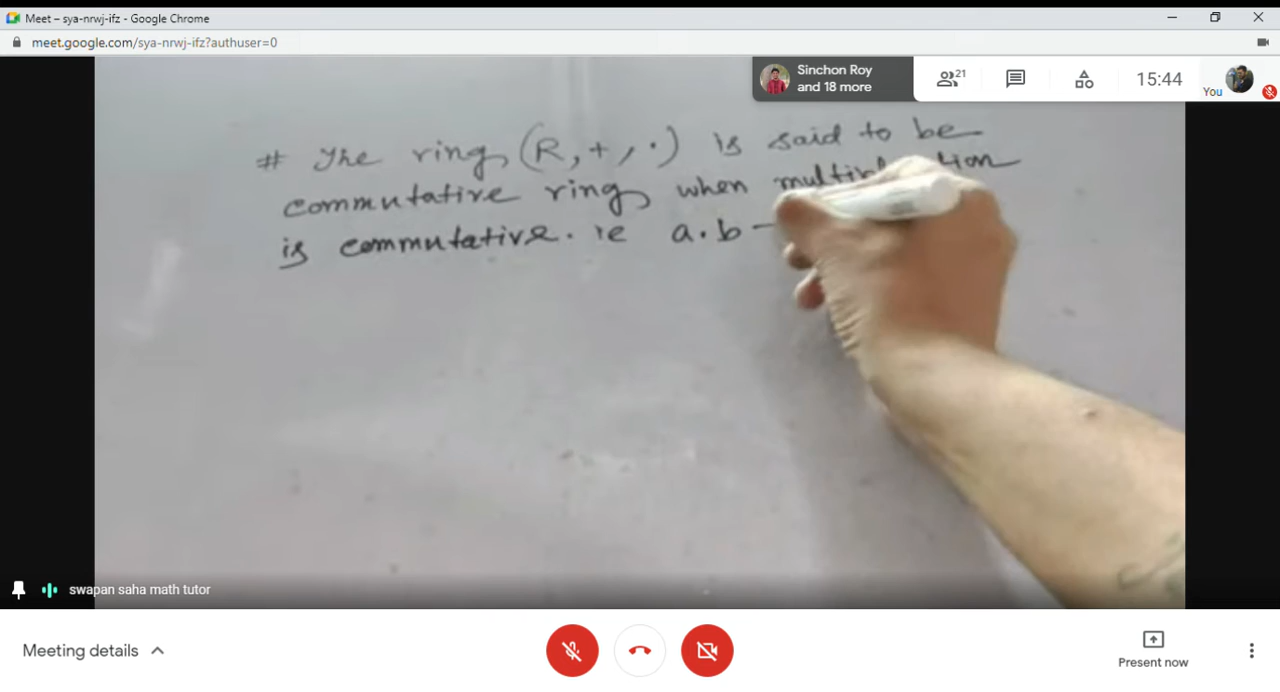 Meet – sya-nrwj-ifz - Google Chrome
meet.google.com/sya-nrwj-ifz?authuser=0
Sinchon Roy
and 18 more
21
15:44
You
# The ring (R, +, ·) is said to be
commutative ring when
is commutative. ie a.b
swapan saha math tutor
Meeting details
Present now